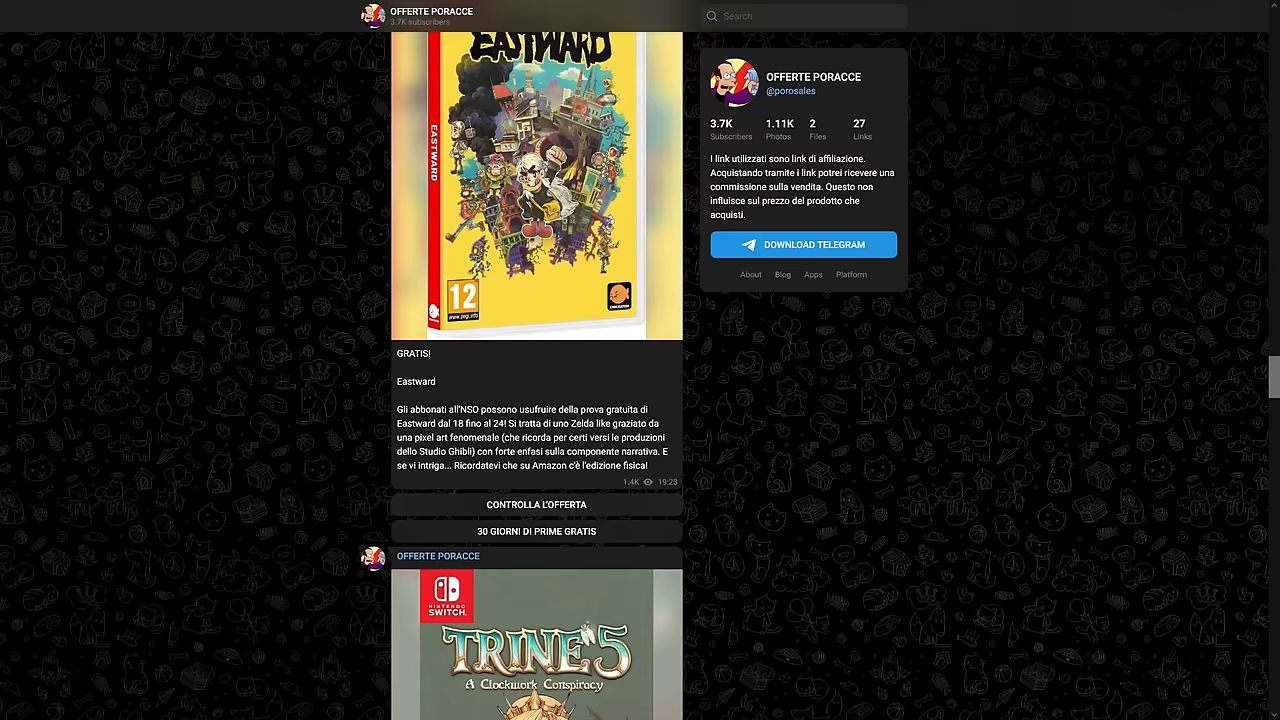 OFFERTE PORACCE
3.7K subscribers
Search
EASTWARD
EASTWARD
12
www.pegi.info
OFFERTE PORACCE
@porosales
3.7K
1.11K
2
27
Subscribers
Photos
Files
Links
I link utilizzati sono link di affiliazione.
Acquistando tramite i link potrei ricevere una
commissione sulla vendita. Questo non
influisce sul prezzo del prodotto che
acquisti.
DOWNLOAD TELEGRAM
About
Blog
Apps
Platform
GRATIS!
Eastward
Gli abbonati all'NSO possono usufruire della prova gratuita di
Eastward dal 18 fino al 24! Si tratta di uno Zelda like graziato da
una pixel art fenomenale (che ricorda per certi versi le produzioni
dello Studio Ghibli) con forte enfasi sulla componente narrativa. E
se vi intriga... Ricordatevi che su Amazon c'è l'edizione fisica!
1.4K 19:23
CONTROLLA L'OFFERTA
30 GIORNI DI PRIME GRATIS
OFFERTE PORACCE
NINTENDO
SWITCH
TRINE 5
A Clockwork Conspiracy